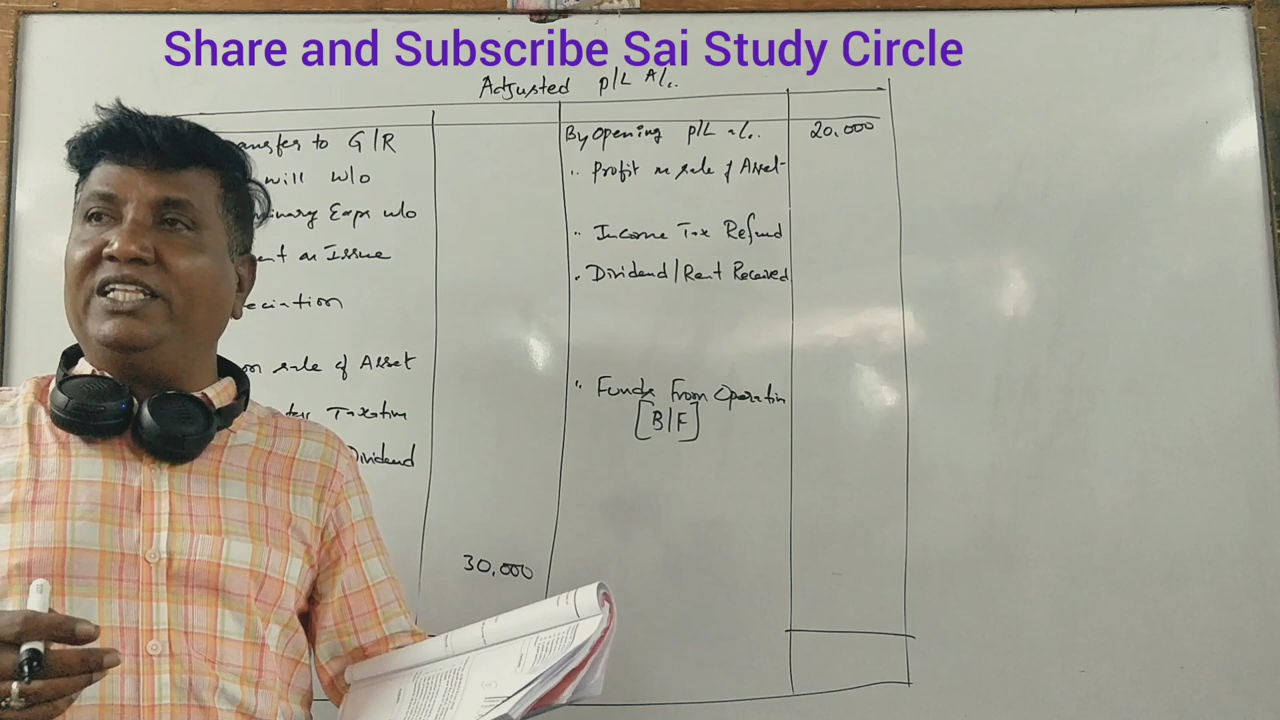 Share and Subscribe Sai Study Circle
Adjusted P/L A/c.
ansfer to G/R
will w/o
minary Exps w/o
nt on Issue
eciation
on sale of Asset
Taxation
Dividend
30,000
By opening P/L a/c. 20,000
" Profit on sale of Asset
" Income Tax Refund
" Dividend/Rent Received
" Funds From Operation
[B/F]